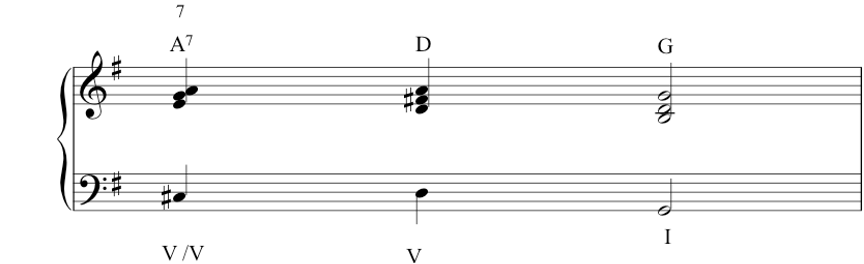 7
A7 D G
I
V /V V